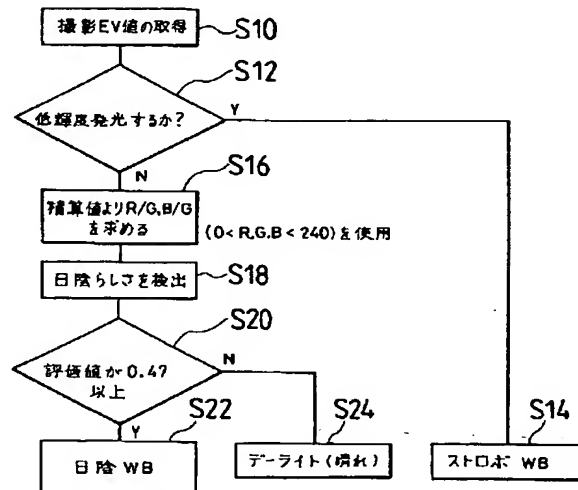 撮影EV値の取得
S10
S12
低輝度発光するか?
Y
N
S16
積算値よりR/G,B/G
を求める
(0<R,G,B<240)を使用
日陰らしさを検出
S18
S20
評価値が0.47
以上
N
Y
S22
日陰 WB
S24
デーライト(晴れ)
S14
ストロボ WB